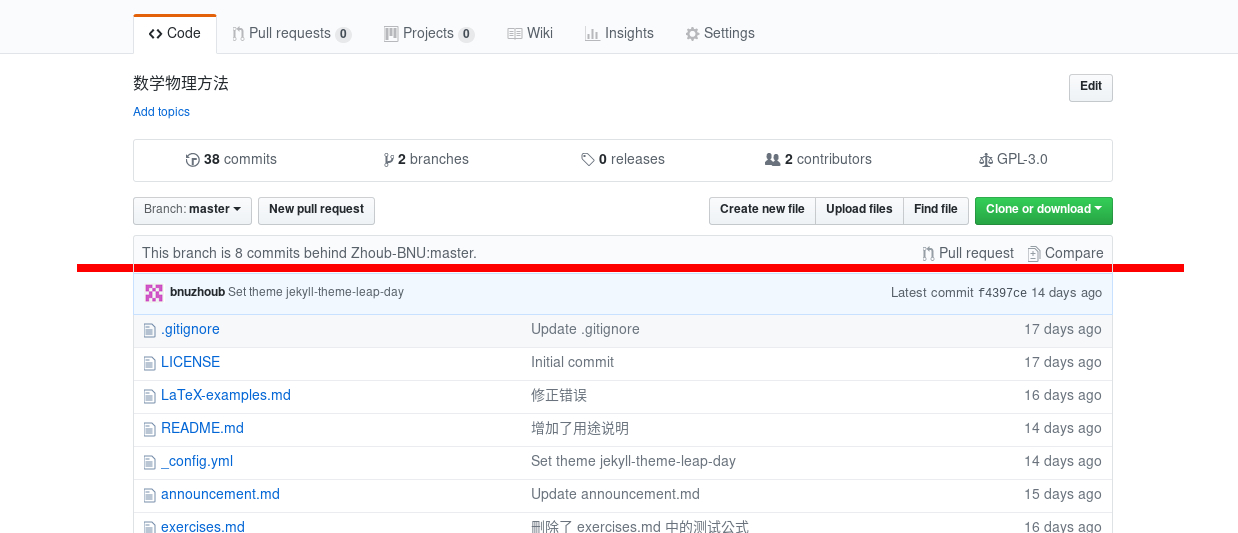 Code Pull requests 0 Projects 0 Wiki Insights Settings
数学物理方法 Edit
Add topics
38 commits 2 branches 0 releases 2 contributors GPL-3.0
Branch: master New pull request Create new file Upload files Find file Clone or download
This branch is 8 commits behind Zhoub-BNU:master. Pull request Compare
bnuzhoub Set theme jekyll-theme-leap-day Latest commit f4397ce 14 days ago
.gitignore Update .gitignore 17 days ago
LICENSE Initial commit 17 days ago
LaTeX-examples.md 修正错误 16 days ago
README.md 增加了用途说明 14 days ago
_config.yml Set theme jekyll-theme-leap-day 14 days ago
announcement.md Update announcement.md 15 days ago
exercises.md 删除了 exercises.md 中的测试公式 16 days ago